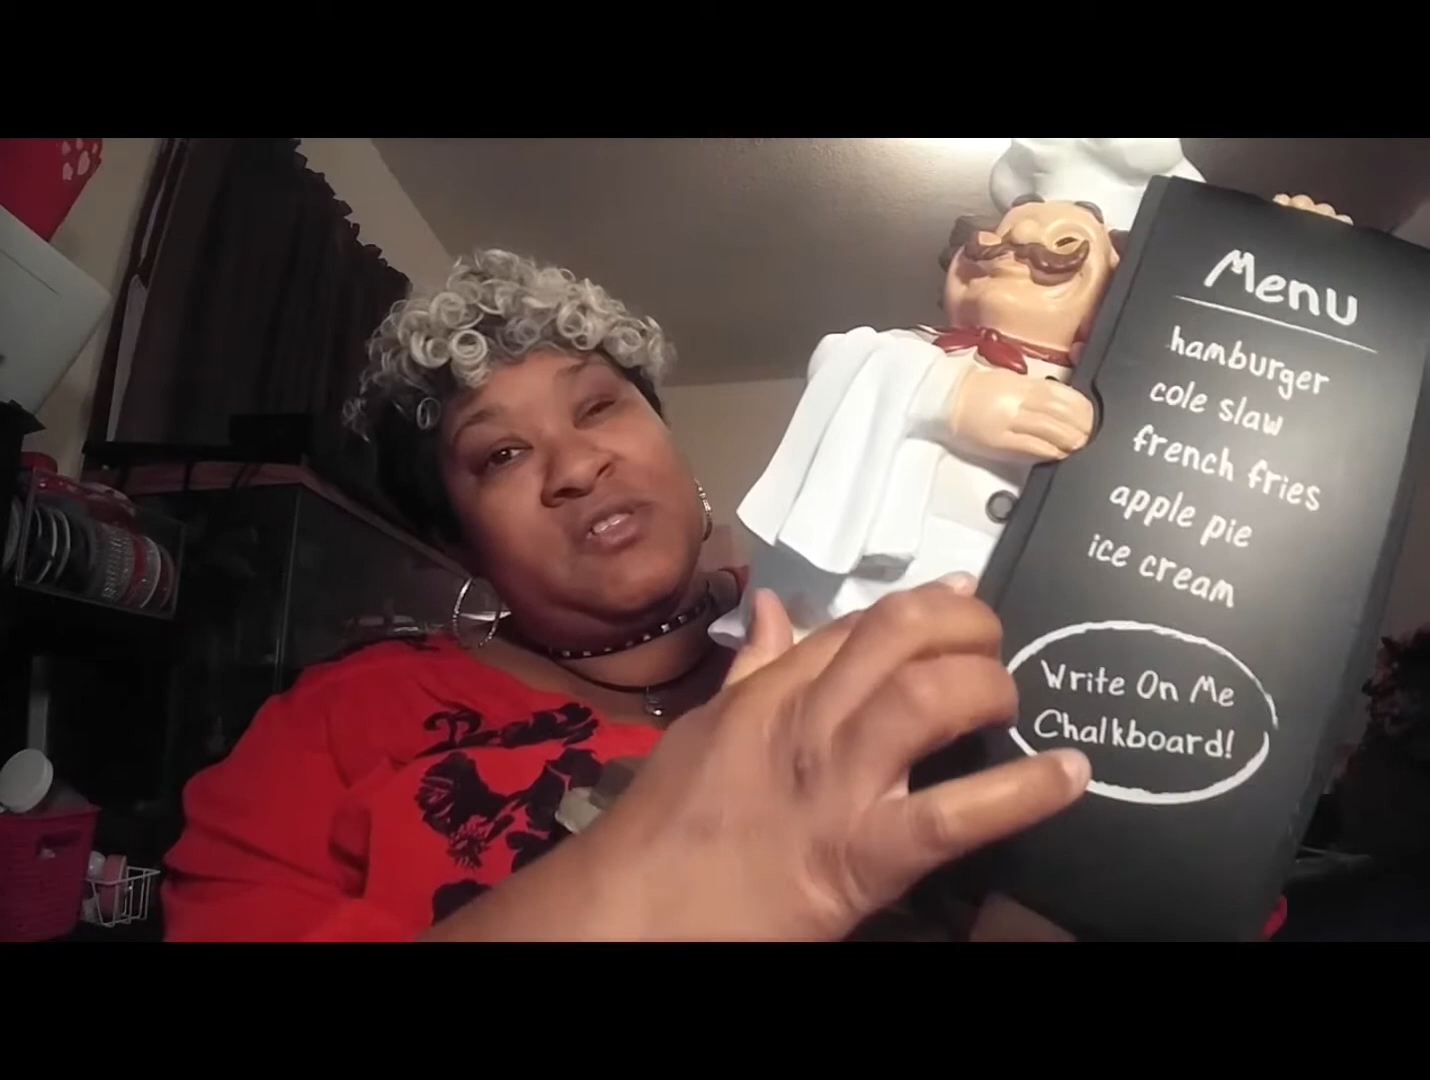 Menu
hamburger
cole slaw
french fries
apple pie
ice cream
Write On Me
Chalkboard!